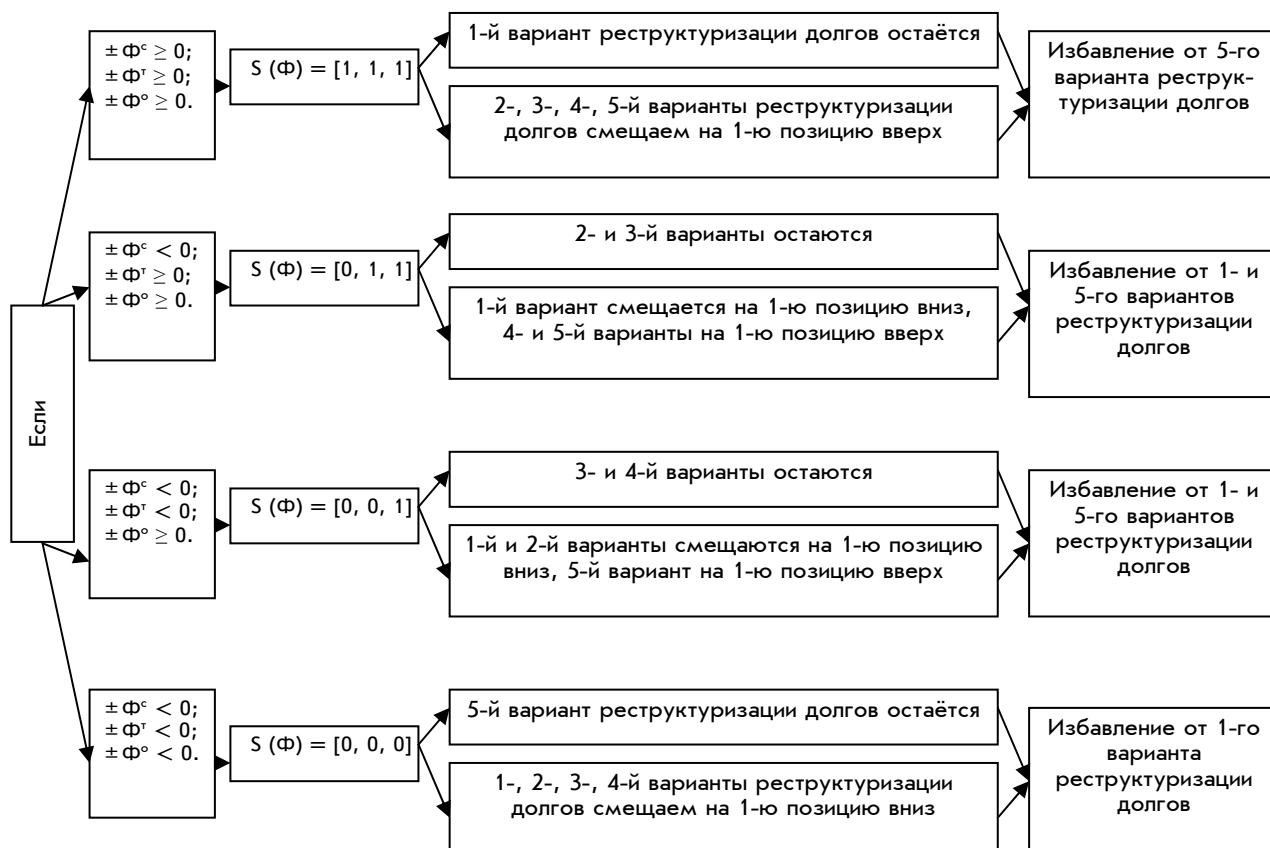 Если
± Фᶜ ≥ 0;
± Фᵀ ≥ 0;
± Фᵒ ≥ 0.
S (Ф) = [1, 1, 1]
1-й вариант реструктуризации долгов остаётся
2-, 3-, 4-, 5-й варианты реструктуризации
долгов смещаем на 1-ю позицию вверх
Избавление от 5-го
варианта реструк-
туризации долгов
± Фᶜ < 0;
± Фᵀ ≥ 0;
± Фᵒ ≥ 0.
S (Ф) = [0, 1, 1]
2- и 3-й варианты остаются
1-й вариант смещается на 1-ю позицию вниз,
4- и 5-й варианты на 1-ю позицию вверх
Избавление от 1- и
5-го вариантов
реструктуризации
долгов
± Фᶜ < 0;
± Фᵀ < 0;
± Фᵒ ≥ 0.
S (Ф) = [0, 0, 1]
3- и 4-й варианты остаются
1-й и 2-й варианты смещаются на 1-ю позицию
вниз, 5-й вариант на 1-ю позицию вверх
Избавление от 1- и
5-го вариантов
реструктуризации
долгов
± Фᶜ < 0;
± Фᵀ < 0;
± Фᵒ < 0.
S (Ф) = [0, 0, 0]
5-й вариант реструктуризации долгов остаётся
1-, 2-, 3-, 4-й варианты реструктуризации
долгов смещаем на 1-ю позицию вниз
Избавление от 1-го
варианта
реструктуризации
долгов